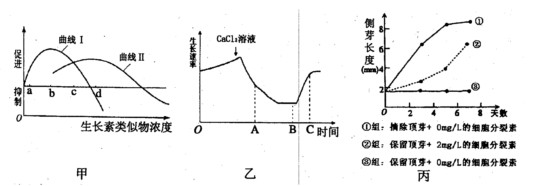 促进
抑制
曲线Ⅰ
曲线Ⅱ
a b c d
生长素类似物浓度
甲
生长速率
CaCl₂溶液
O
A B C 时间
乙
侧芽长度(mm)
8
6
4
2
0 2 4 6 8 天数
①
②
③
①组：摘除顶芽+0mg/L的细胞分裂素
②组：保留顶芽+2mg/L的细胞分裂素
③组：保留顶芽+0mg/L的细胞分裂素
丙